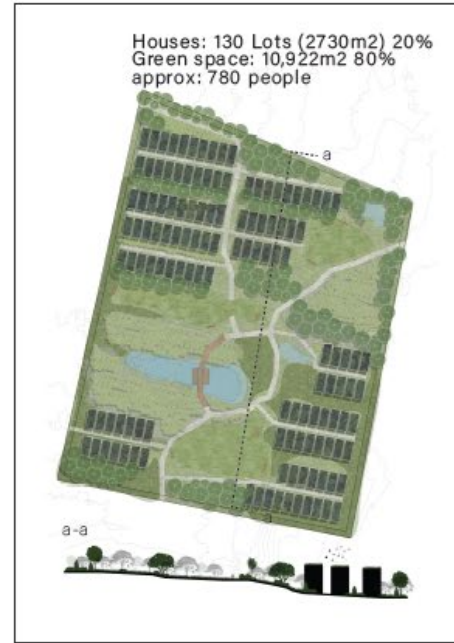 Houses: 130 Lots (2730m2) 20%
Green space: 10,922m2 80%
approx: 780 people
a
a
a-a